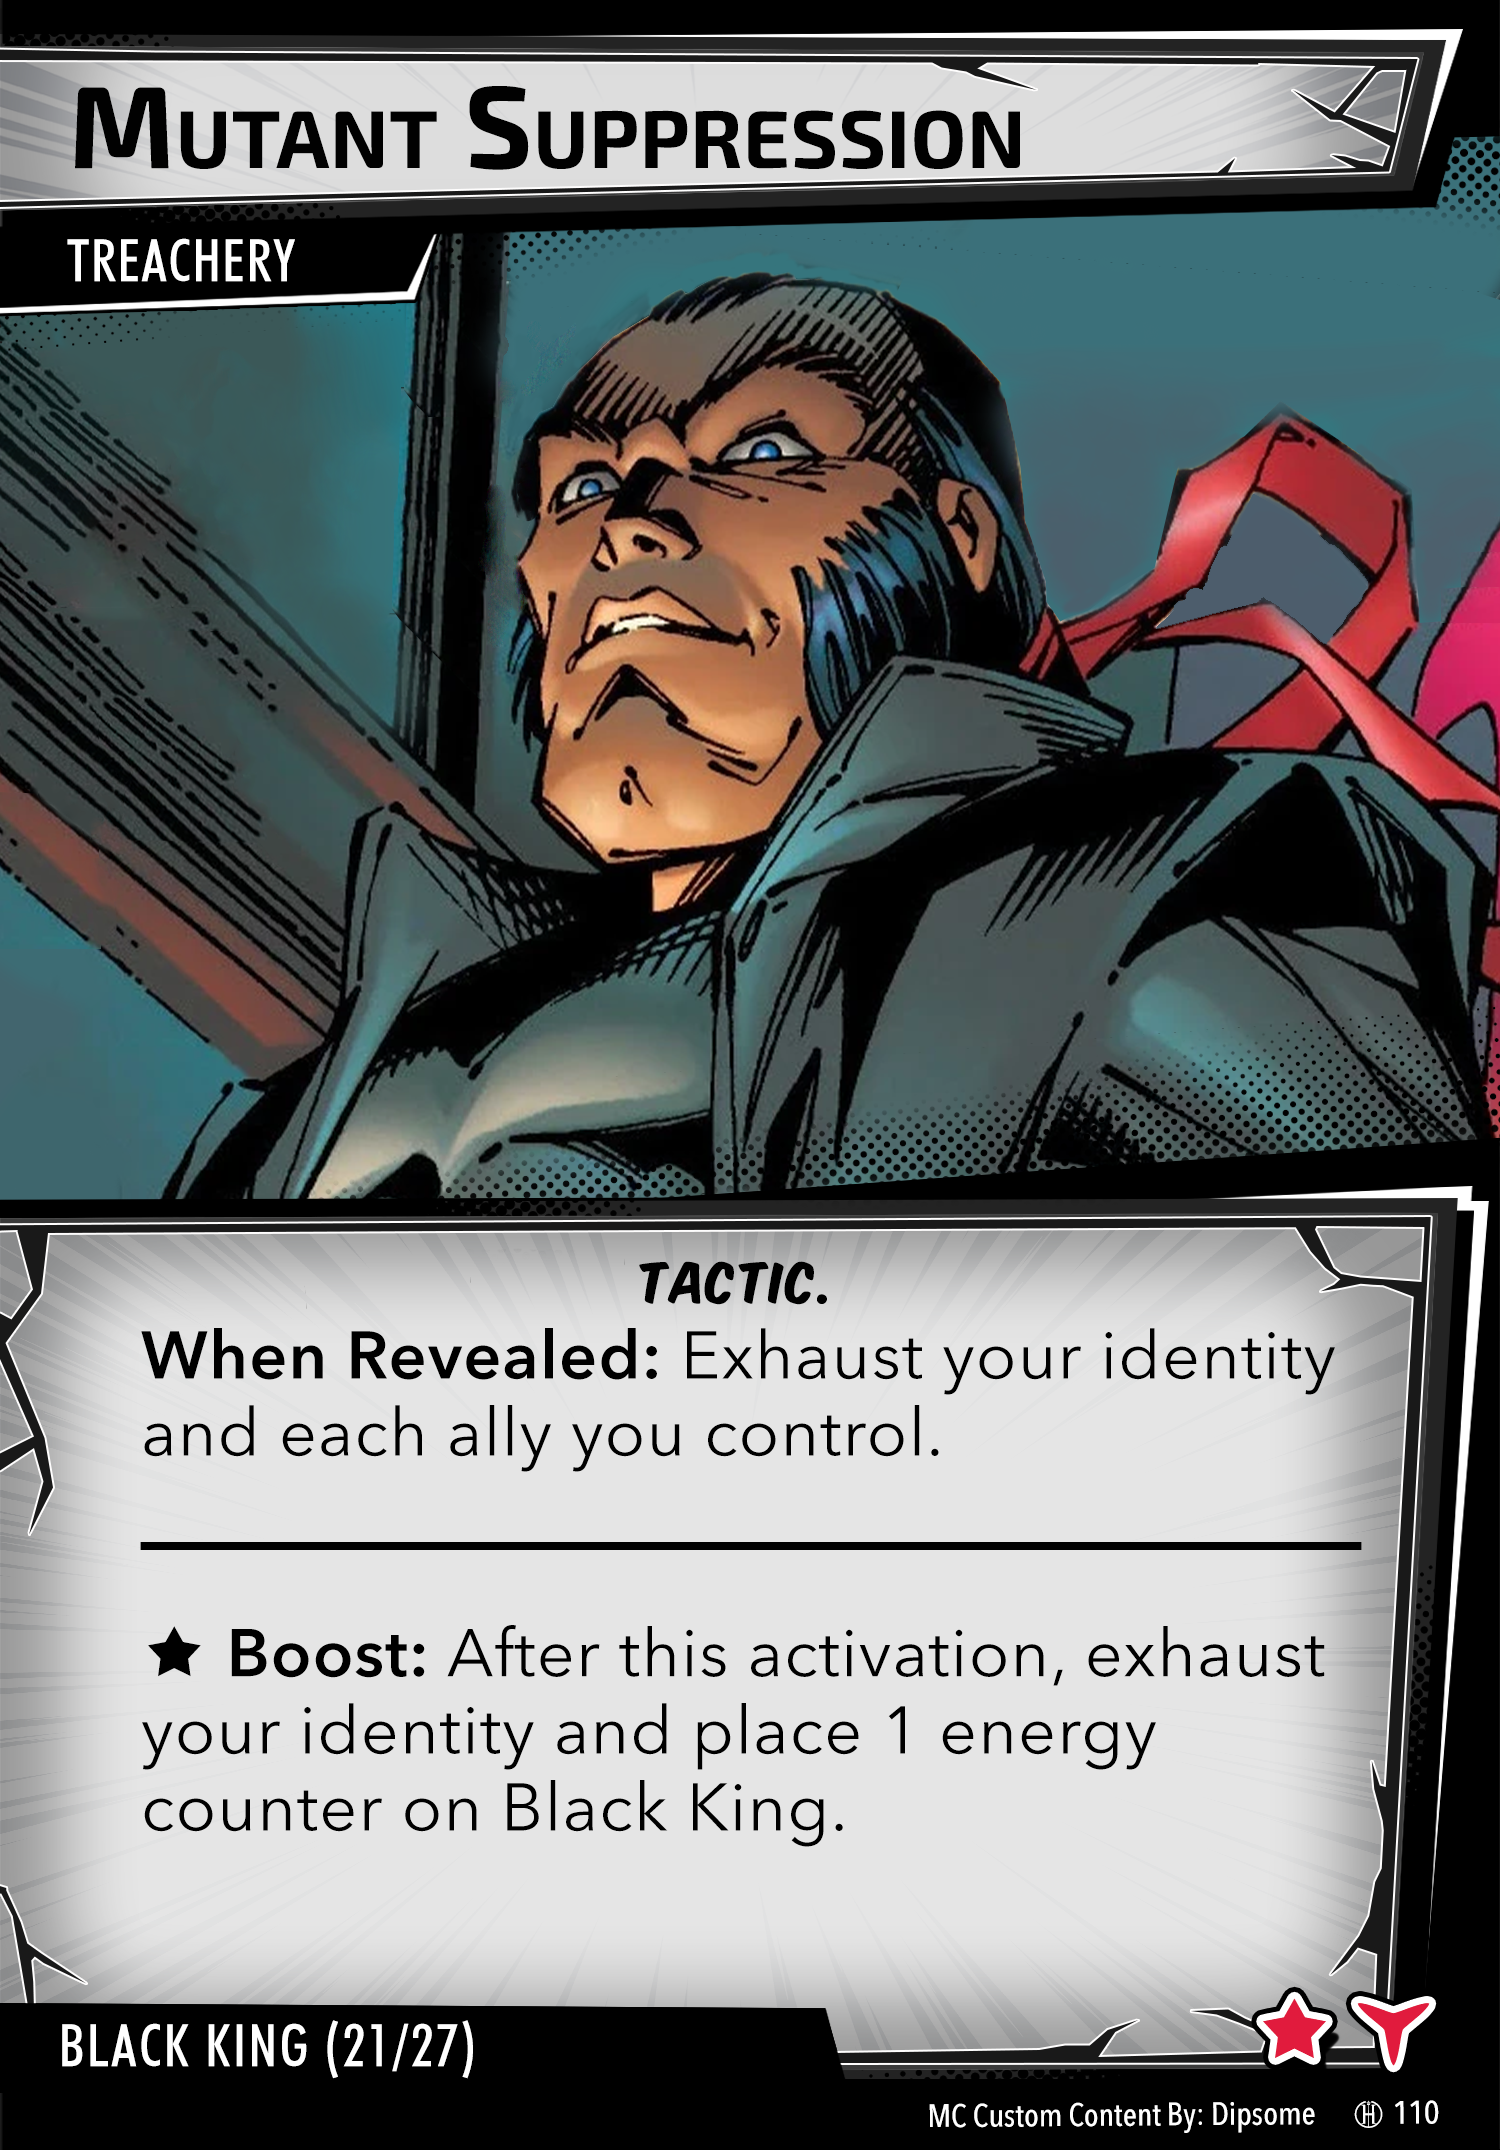 MUTANT SUPPRESSION
TREACHERY
TACTIC.
When Revealed: Exhaust your identity
and each ally you control.
★ Boost: After this activation, exhaust
your identity and place 1 energy
counter on Black King.
BLACK KING (21/27)
MC Custom Content By: Dipsome 110